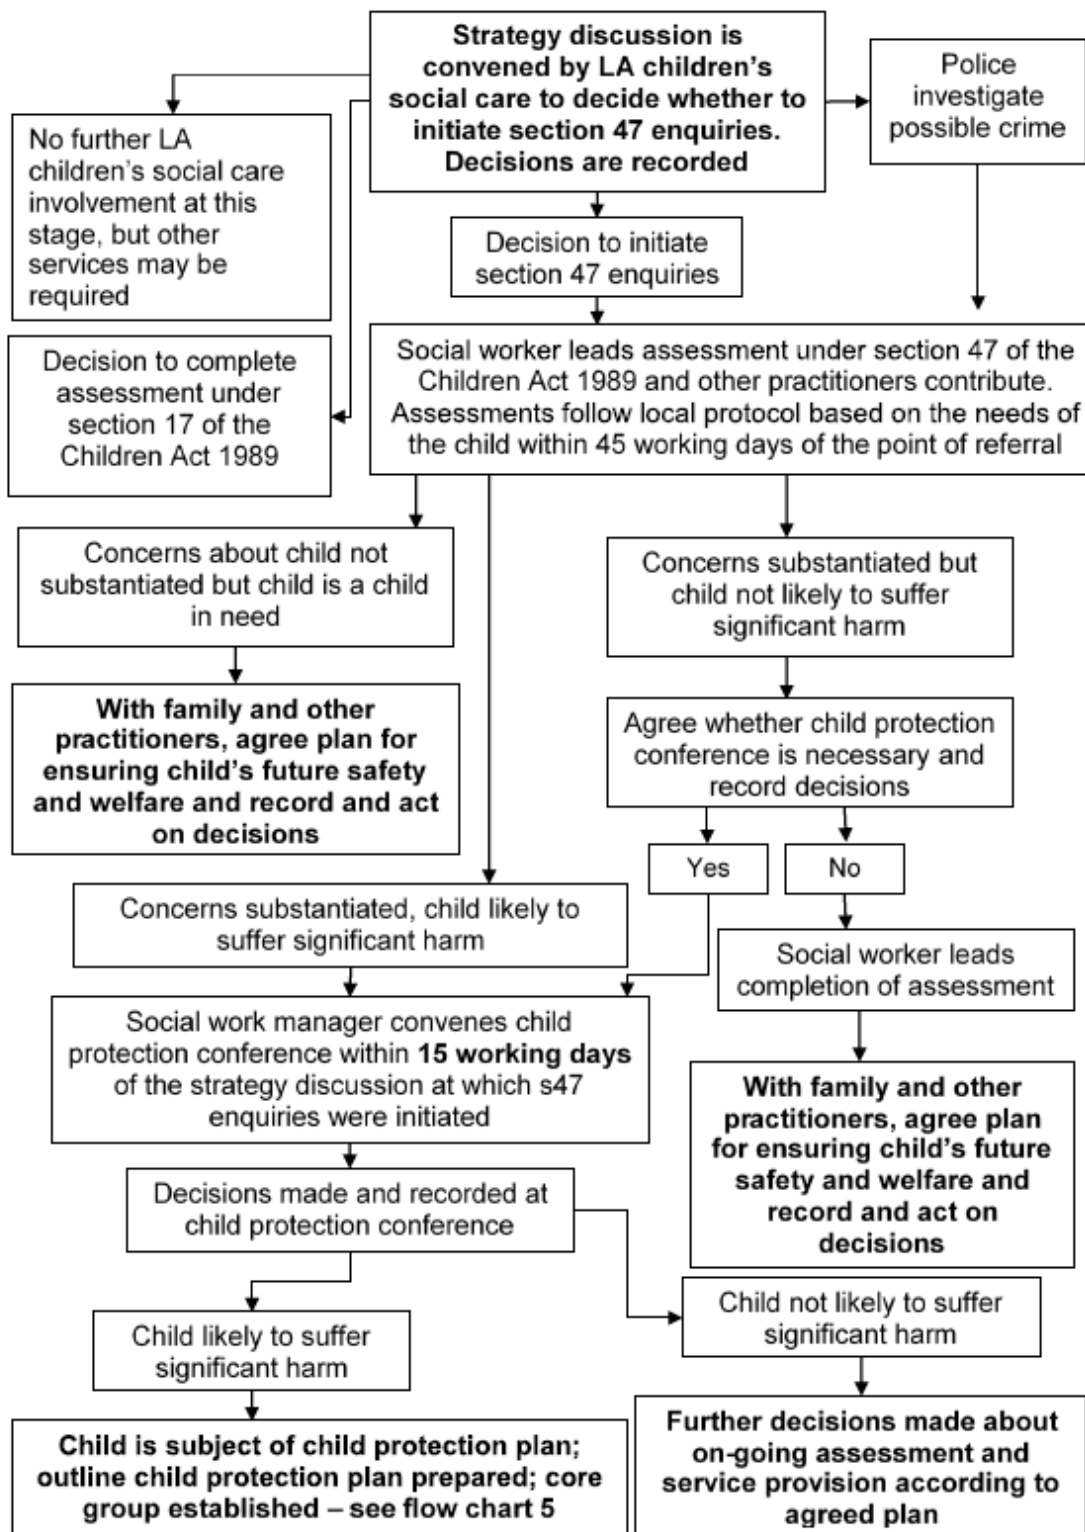 Strategy discussion is
convened by LA children's
social care to decide whether to
initiate section 47 enquiries.
Decisions are recorded
Police
investigate
possible crime
No further LA
children's social care
involvement at this
stage, but other
services may be
required
Decision to initiate
section 47 enquiries
Decision to complete
assessment under
section 17 of the
Children Act 1989
Social worker leads assessment under section 47 of the
Children Act 1989 and other practitioners contribute.
Assessments follow local protocol based on the needs of
the child within 45 working days of the point of referral
Concerns about child not
substantiated but child is a child
in need
Concerns substantiated but
child not likely to suffer
significant harm
With family and other
practitioners, agree plan for
ensuring child's future safety
and welfare and record and act
on decisions
Agree whether child protection
conference is necessary and
record decisions
Yes
No
Concerns substantiated, child likely to
suffer significant harm
Social worker leads
completion of assessment
Social work manager convenes child
protection conference within 15 working days
of the strategy discussion at which s47
enquiries were initiated
With family and other
practitioners, agree plan
for ensuring child's future
safety and welfare and
record and act on
decisions
Decisions made and recorded at
child protection conference
Child likely to suffer
significant harm
Child not likely to suffer
significant harm
Child is subject of child protection plan;
outline child protection plan prepared; core
group established – see flow chart 5
Further decisions made about
on-going assessment and
service provision according to
agreed plan